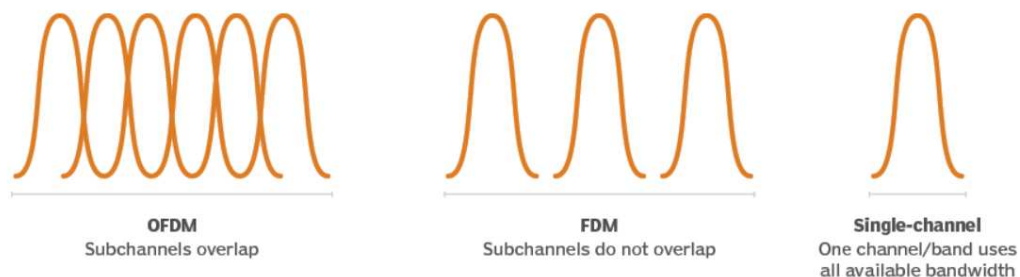 OFDM
Subchannels overlap
FDM
Subchannels do not overlap
Single-channel
One channel/band uses
all available bandwidth